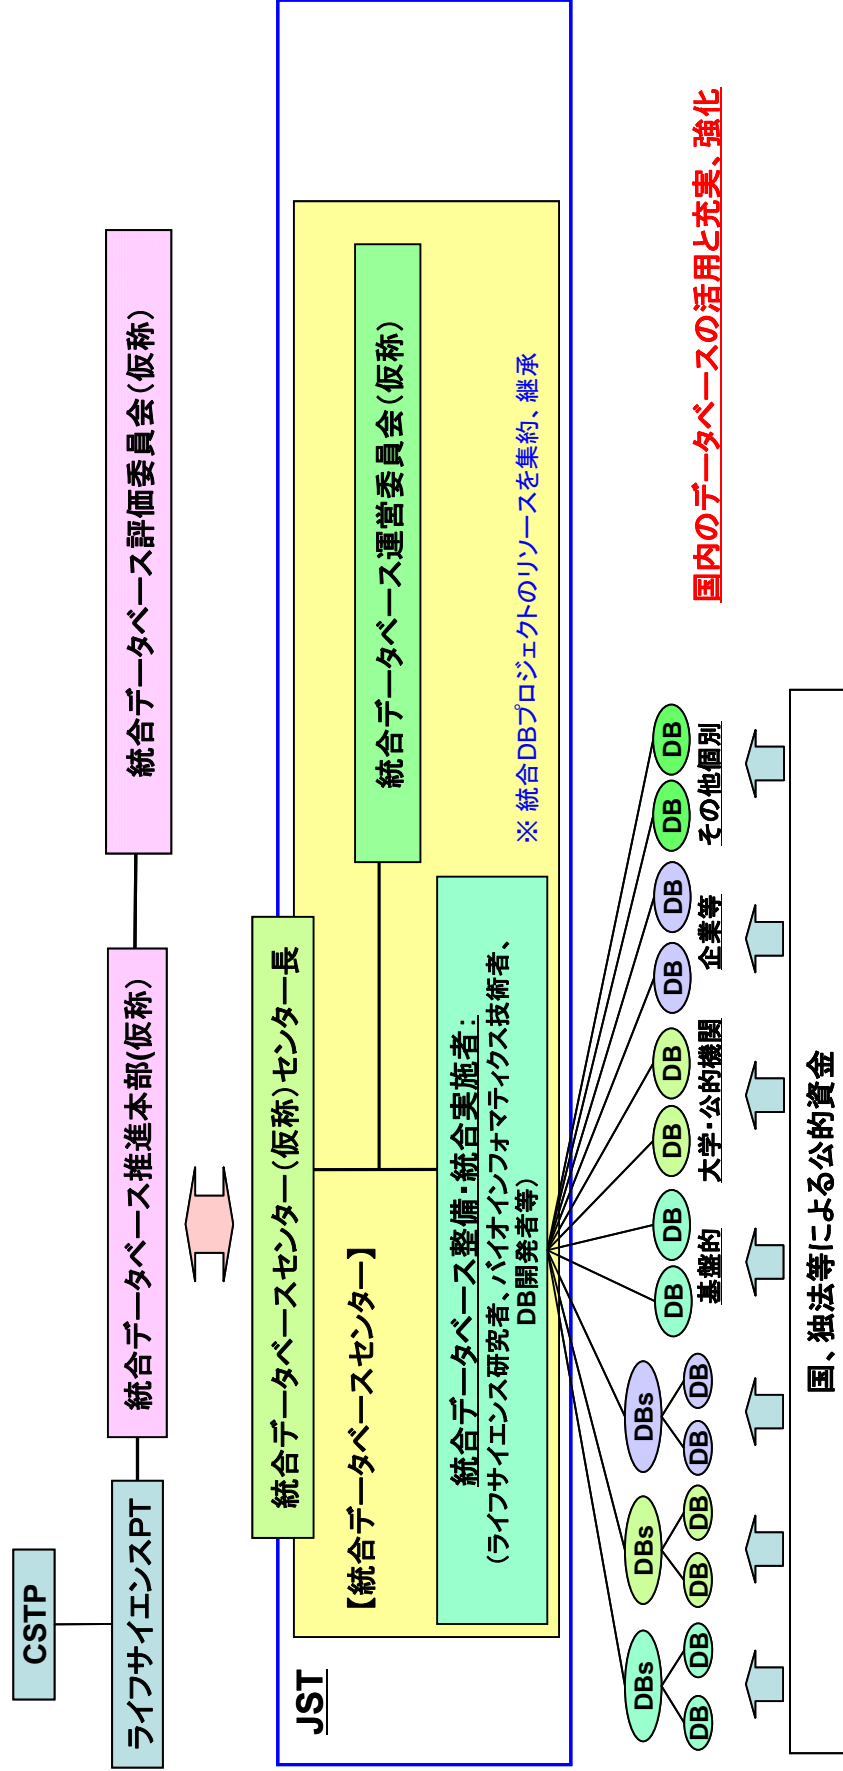 CSTP
ライフサイエンスPT
統合データベース推進本部(仮称)
統合データベース評価委員会(仮称)
JST
統合データベースセンター(仮称)センター長
【統合データベースセンター】
統合データベース運営委員会(仮称)
統合データベース整備・統合実施者:
(ライフサイエンス研究者、バイオインフォマティクス技術者、
DB開発者等)
※ 統合DBプロジェクトのリソースを集約、継承
DBs
DBs
DBs
DB
DB
DB
DB
DB
DB
DB
DB
DB
DB
DB
DB
DB
DB
基盤的
大学・公的機関
企業等
その他個別
国内のデータベースの活用と充実、強化
国、独法等による公的資金